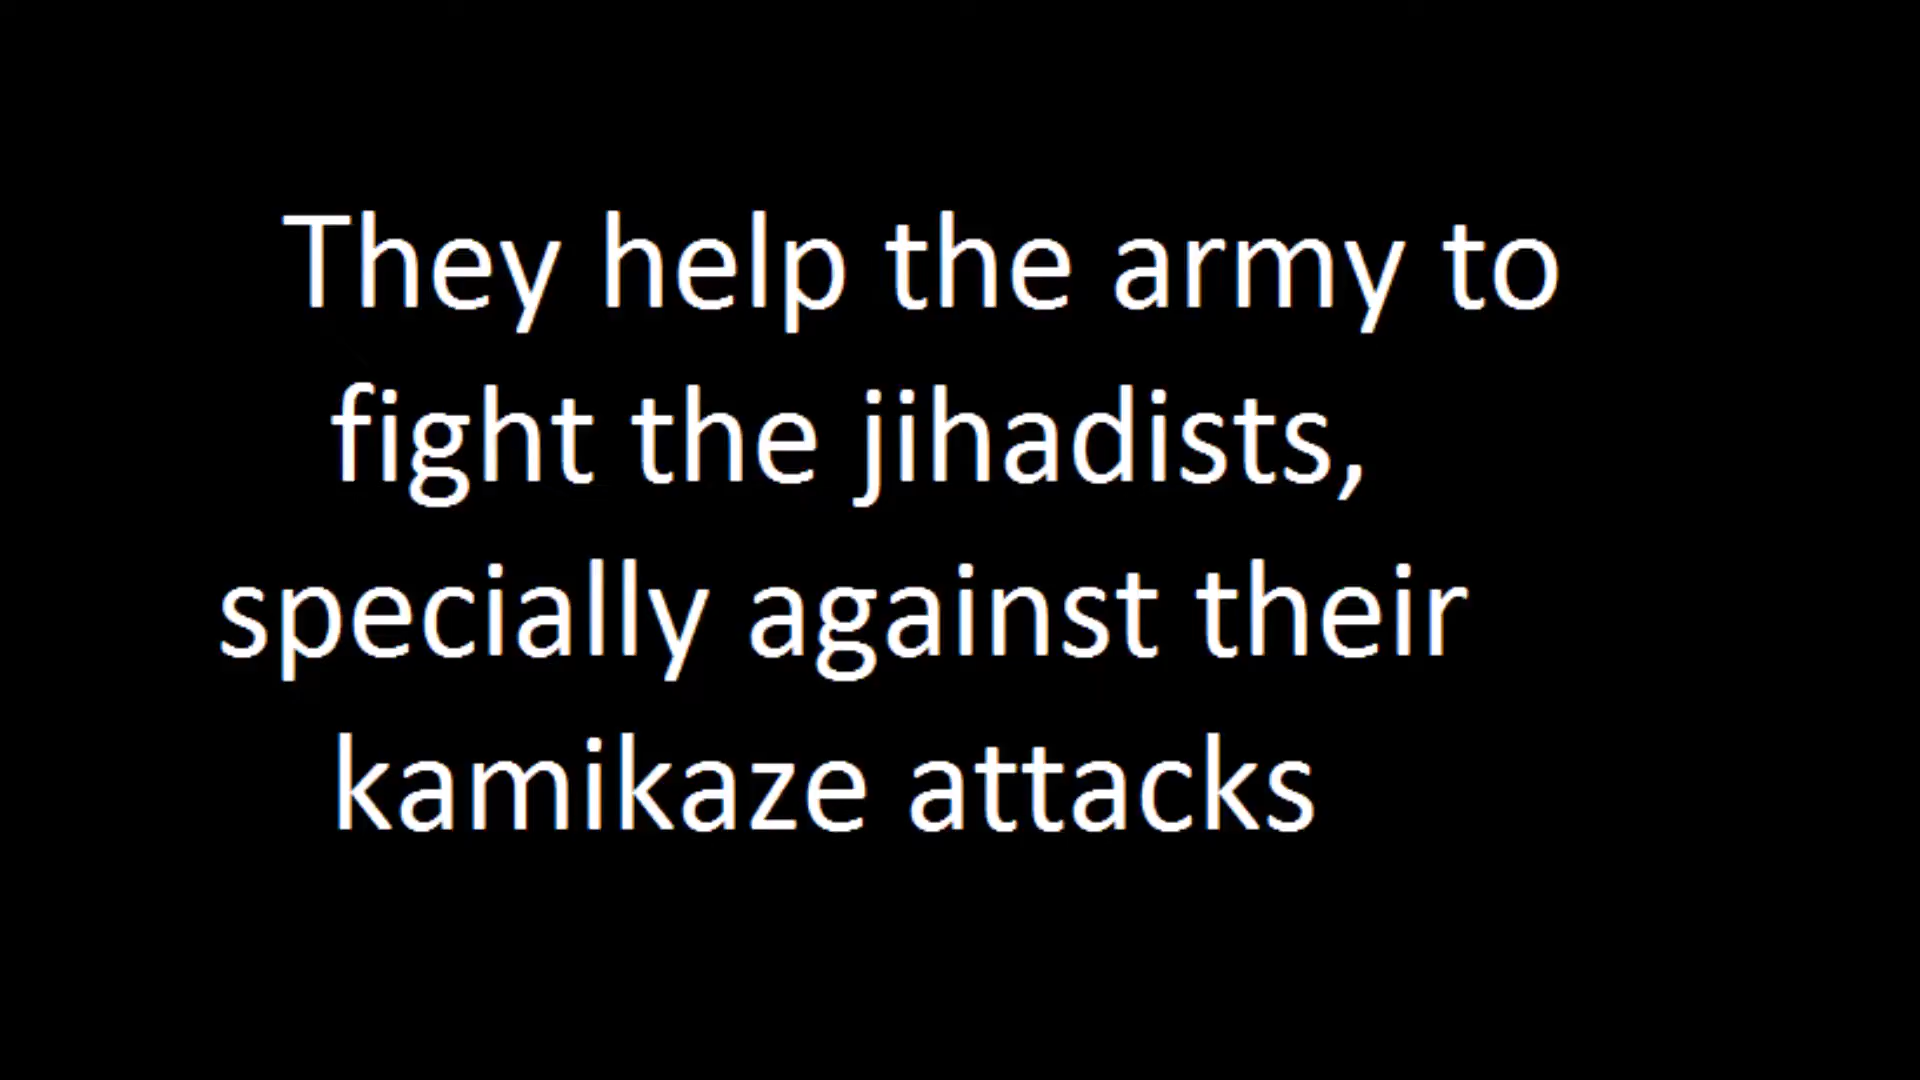 They help the army to
fight the jihadists,
specially against their
kamikaze attacks